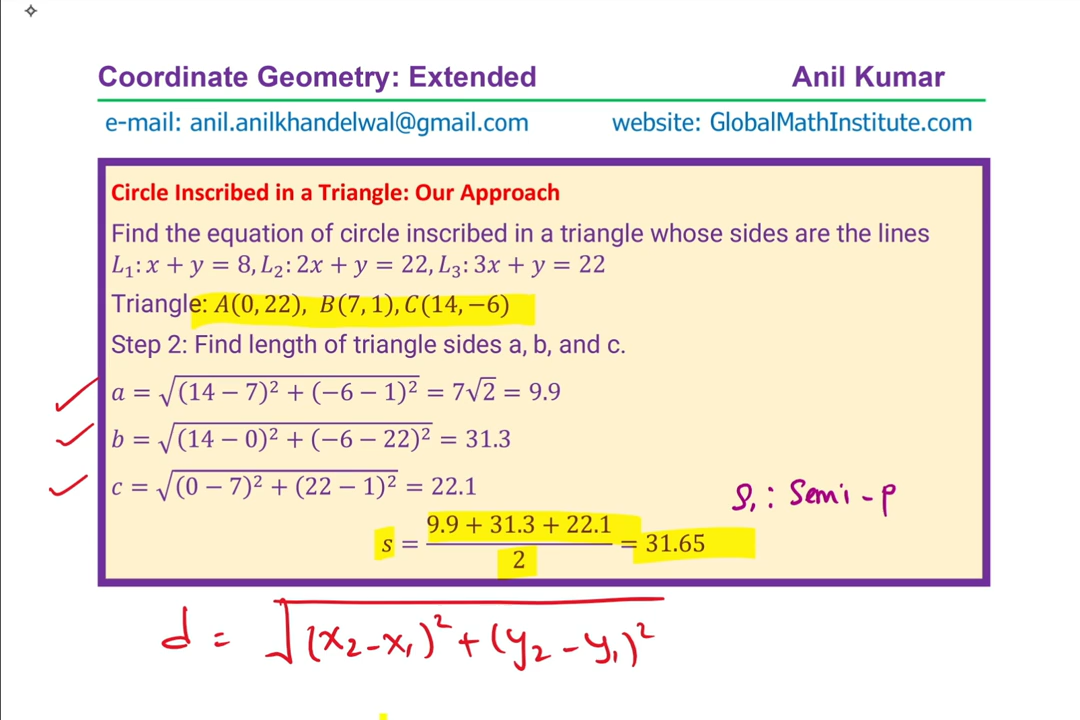 Coordinate Geometry: Extended Anil Kumar
e-mail: anil.anilkhandelwal@gmail.com website: GlobalMathInstitute.com
Circle Inscribed in a Triangle: Our Approach
Find the equation of circle inscribed in a triangle whose sides are the lines
L₁: x + y = 8, L₂: 2x + y = 22, L₃: 3x + y = 22
Triangle: A(0, 22), B(7, 1), C(14, −6)
Step 2: Find length of triangle sides a, b, and c.
a = √((14 − 7)² + (−6 − 1)²) = 7√2 = 9.9
b = √((14 − 0)² + (−6 − 22)²) = 31.3
c = √((0 − 7)² + (22 − 1)²) = 22.1
S, : Semi - P
s = (9.9 + 31.3 + 22.1)/2 = 31.65
d = √((x₂ - x₁)² + (y₂ - y₁)²)